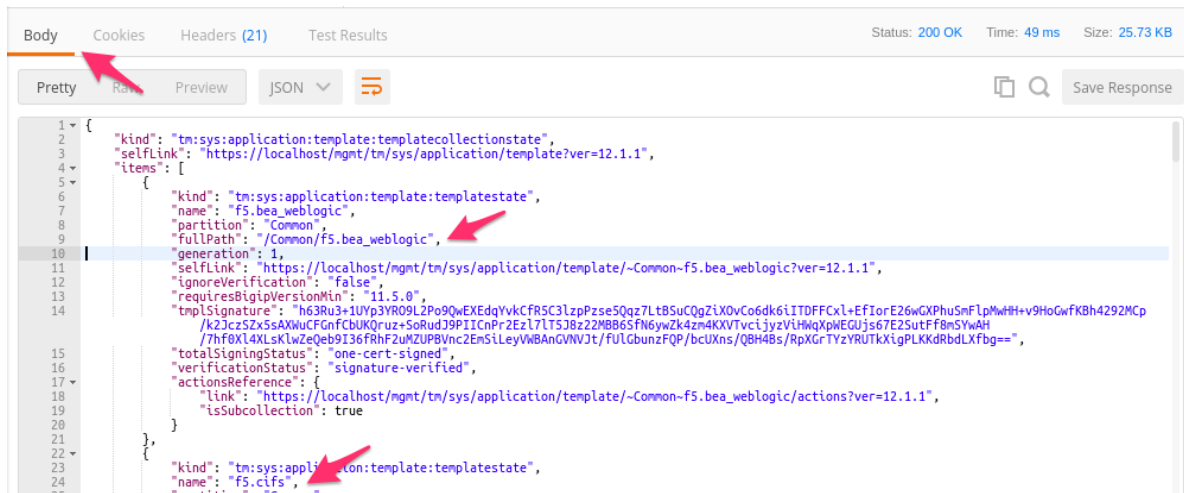 Body Cookies Headers (21) Test Results Status: 200 OK Time: 49 ms Size: 25.73 KB
Pretty Raw Preview JSON Save Response
1 {
2 "kind": "tm:sys:application:template:templatecollectionstate",
3 "selfLink": "https://localhost/mgmt/tm/sys/application/template?ver=12.1.1",
4 "items": [
5 {
6 "kind": "tm:sys:application:template:templatestate",
7 "name": "f5.bea_weblogic",
8 "partition": "Common",
9 "fullPath": "/Common/f5.bea_weblogic",
10 "generation": 1,
11 "selfLink": "https://localhost/mgmt/tm/sys/application/template/~Common~f5.bea_weblogic?ver=12.1.1",
12 "ignoreVerification": "false",
13 "requiresBigipVersionMin": "11.5.0",
14 "tmplSignature": "h63Ru3+1UYp3YRO9L2Po9QwEXEdqYvkCfR5C3lzpPzse5Qqz7LtBSuCQgZiXOvCo6dk6iITDFFCxl+EfIorE26wGXPhuSmFlpMwHH+v9HoGwfKBh4292MCp
/k2JczSZx5sAXWuCFGnfCbUKQruz+SoRudJ9PIICnPr2Ezl7lT5J8z22MBB6SfN6ywZk4zm4KXVTvcijyzViHWqXpWEGUjs67E2SutFf8mSYwAH
/7hf0Xl4XLsKlwZeQeb9I36fRhF2uMZUPBVnc2EmSiLeyVWBAnGVNVJt/fUlGbunzFQP/bcUXns/QBH4Bs/RpXGrTYzYRUTkXigPLKKdRbdLXfbg==",
15 "totalSigningStatus": "one-cert-signed",
16 "verificationStatus": "signature-verified",
17 "actionsReference": {
18 "link": "https://localhost/mgmt/tm/sys/application/template/~Common~f5.bea_weblogic/actions?ver=12.1.1",
19 "isSubcollection": true
20 }
21 },
22 {
23 "kind": "tm:sys:application:template:templatestate",
24 "name": "f5.cifs",